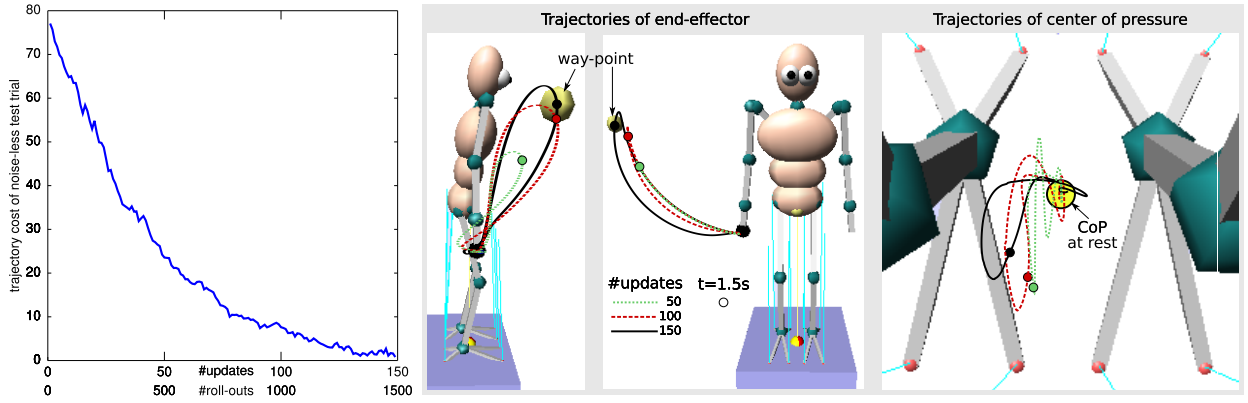 80
70
60
50
40
30
20
10
0
trajectory cost of noise-less test trial
0 50 #updates 100 150
0 500 #roll-outs 1000 1500
Trajectories of end-effector
way-point
#updates t=1.5s
50
100
150
Trajectories of center of pressure
CoP
at rest